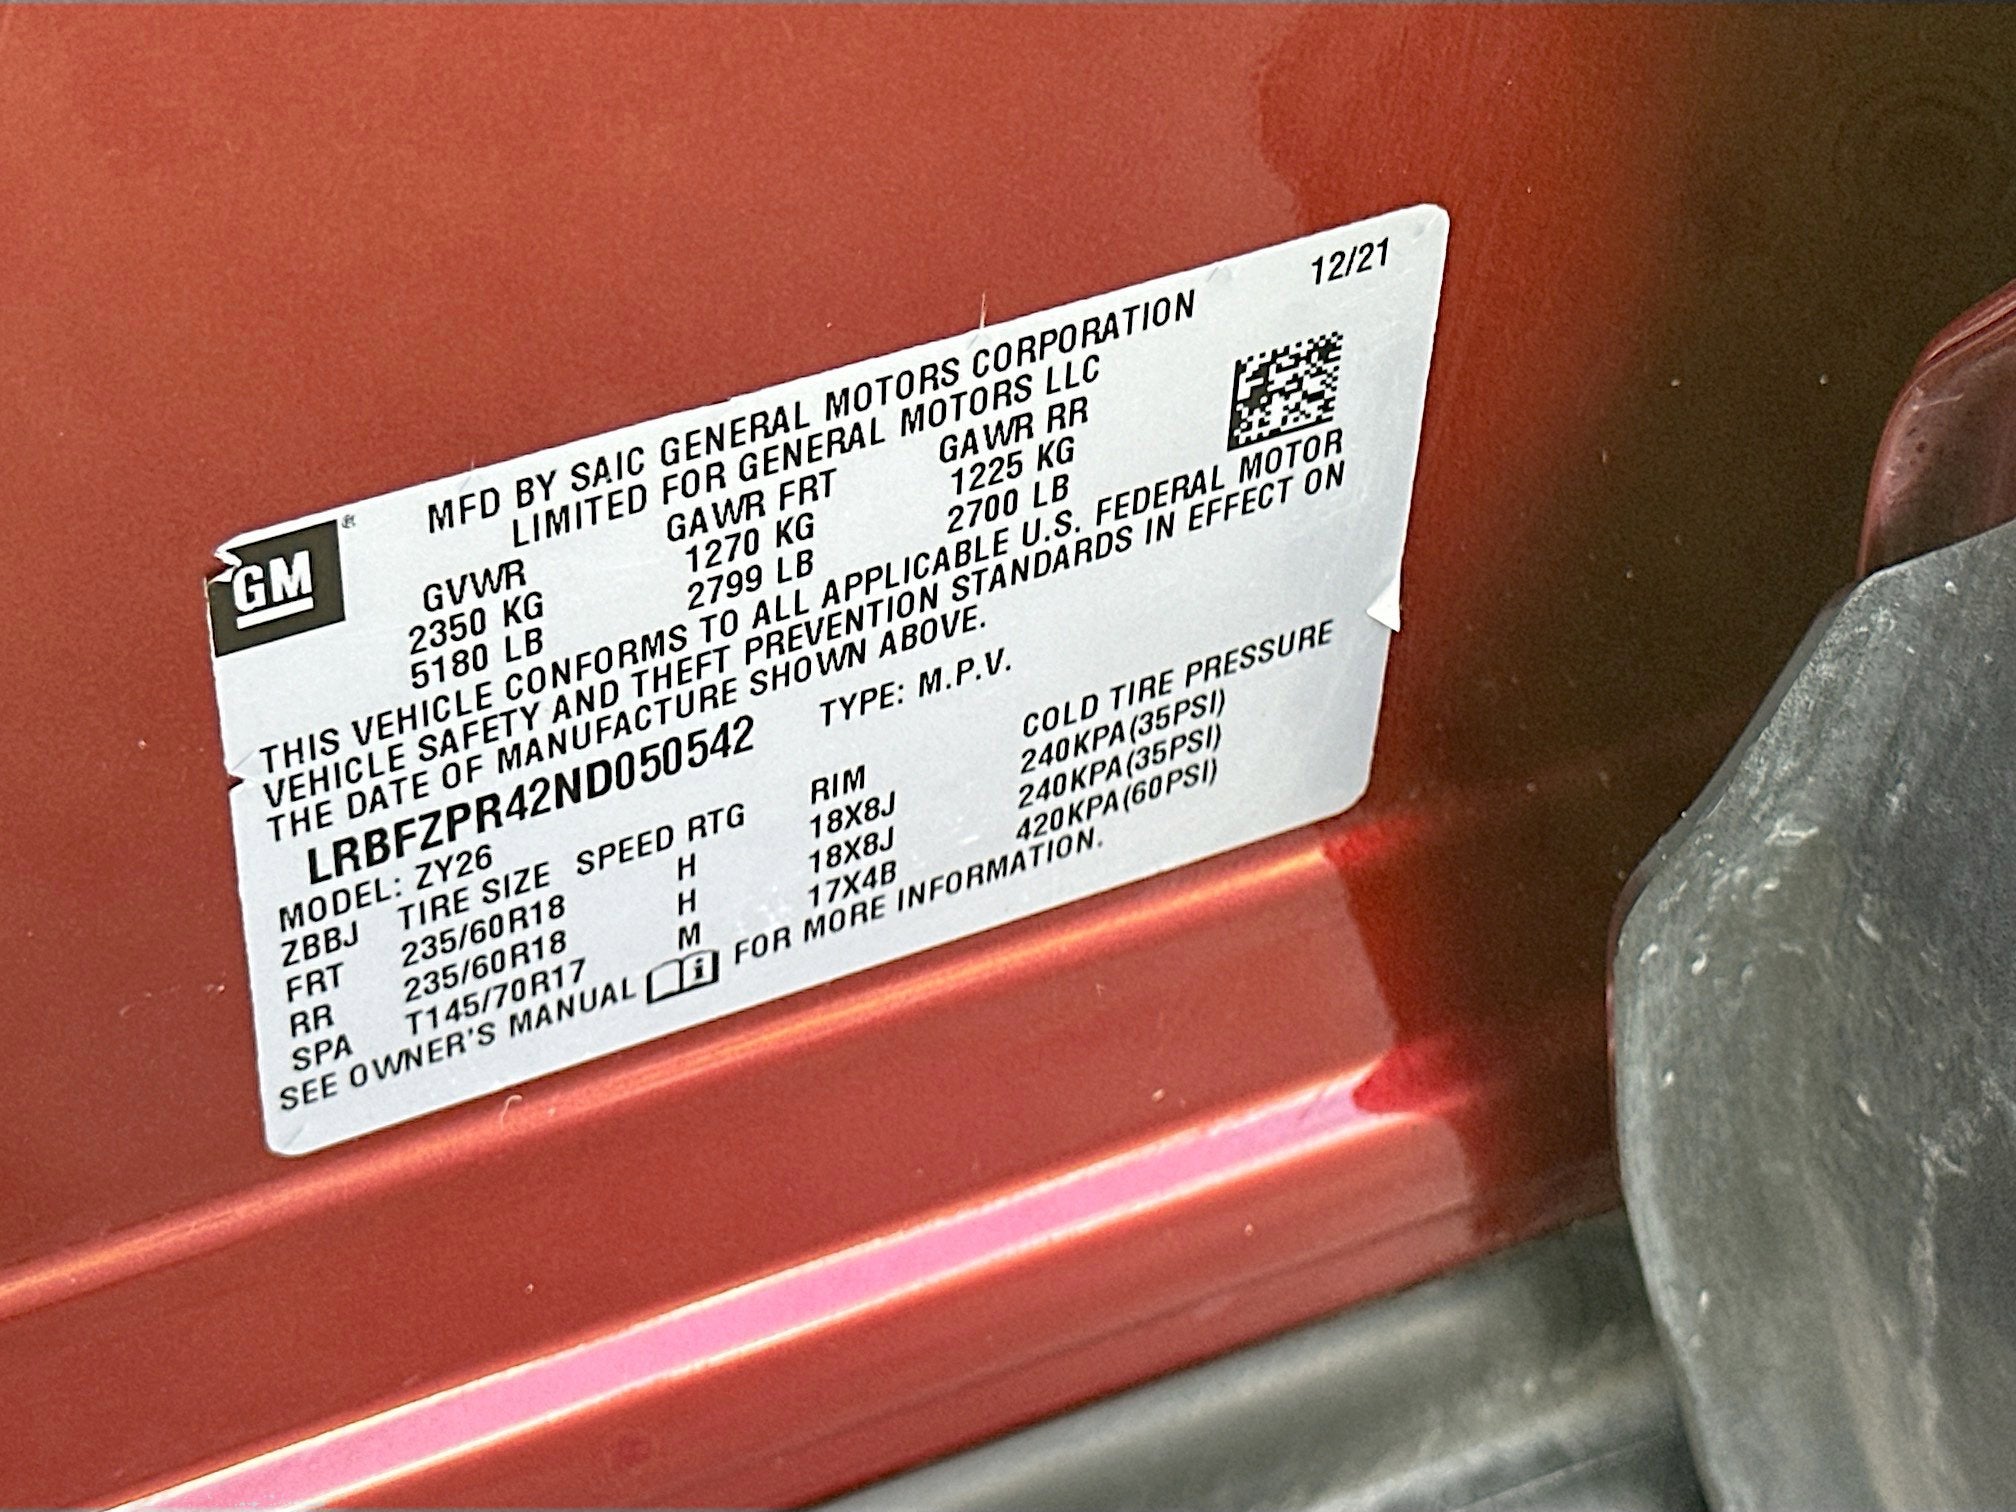 12/21
MFD BY SAIC GENERAL MOTORS CORPORATION
LIMITED FOR GENERAL MOTORS LLC
GM ®
GVWR GAWR FRT GAWR RR
2350 KG 1270 KG 1225 KG
5180 LB 2799 LB 2700 LB
THIS VEHICLE CONFORMS TO ALL APPLICABLE U.S. FEDERAL MOTOR
VEHICLE SAFETY AND THEFT PREVENTION STANDARDS IN EFFECT ON
THE DATE OF MANUFACTURE SHOWN ABOVE.
LRBFZPR42ND050542 TYPE: M.P.V.
MODEL: ZY26
ZBBJ TIRE SIZE SPEED RTG RIM COLD TIRE PRESSURE
FRT 235/60R18 H 18X8J 240KPA(35PSI)
RR 235/60R18 H 18X8J 240KPA(35PSI)
SPA T145/70R17 M 17X4B 420KPA(60PSI)
SEE OWNER'S MANUAL i FOR MORE INFORMATION.